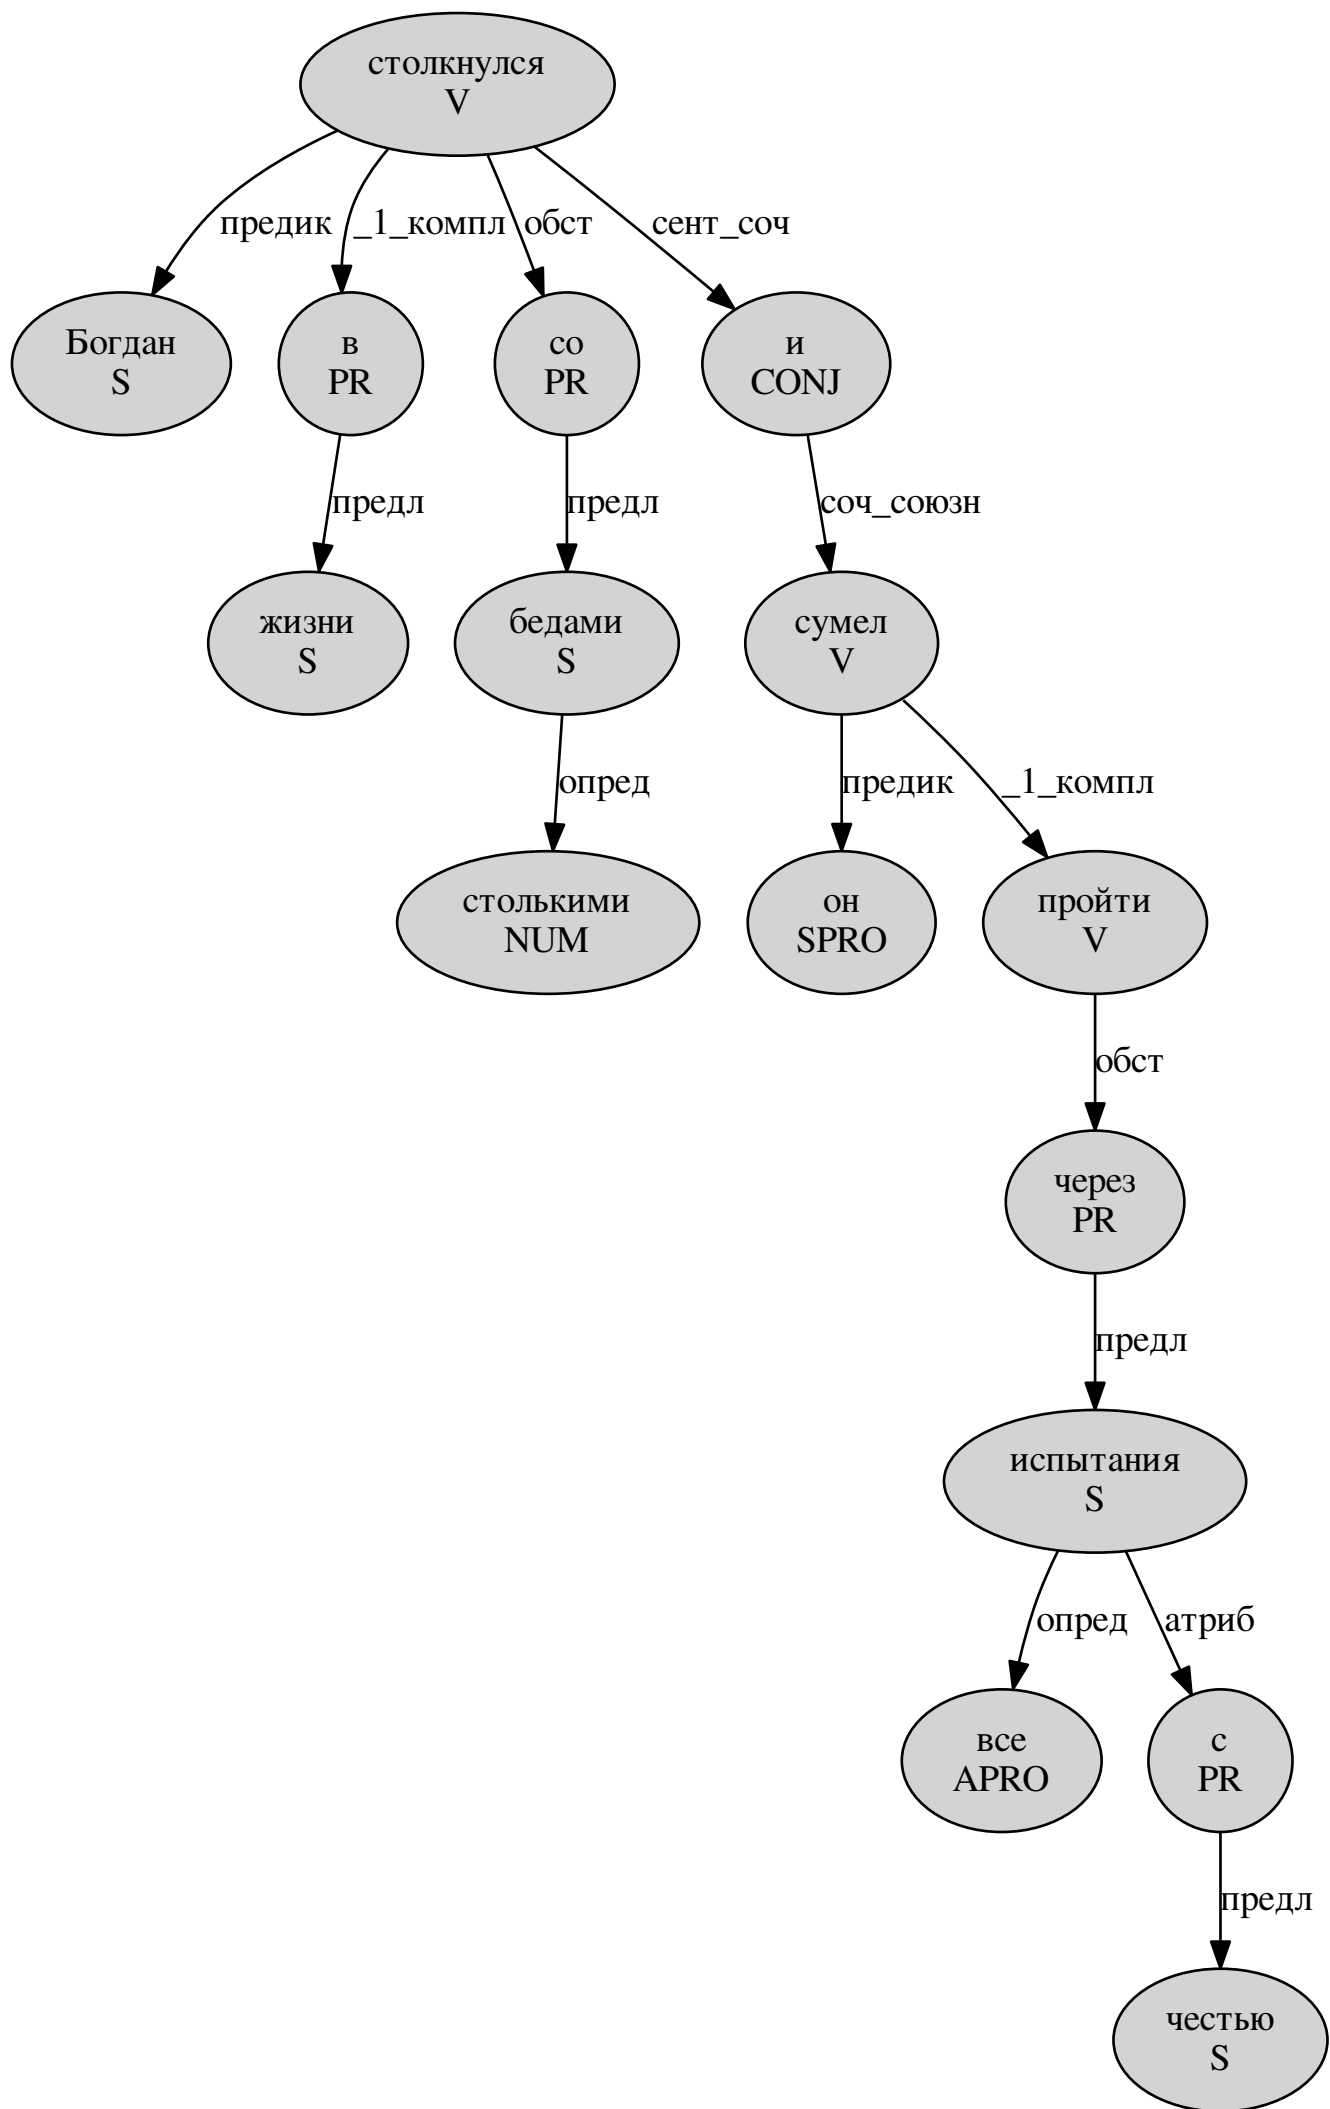 столкнулся
V
предик
_1_компл
обст
сент_соч
Богдан
S
в
PR
со
PR
и
CONJ
предл
предл
соч_союзн
жизни
S
бедами
S
сумел
V
опред
предик
_1_компл
столькими
NUM
он
SPRO
пройти
V
обст
через
PR
предл
испытания
S
опред
атриб
все
APRO
с
PR
предл
честью
S